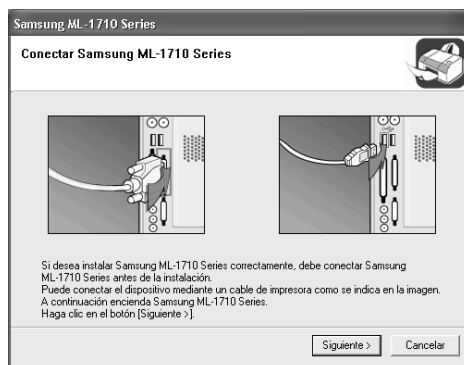 Samsung ML-1710 Series
Conectar Samsung ML-1710 Series
Si desea instalar Samsung ML-1710 Series correctamente, debe conectar Samsung
ML-1710 Series antes de la instalación.
Puede conectar el dispositivo mediante un cable de impresora como se indica en la imagen.
A continuación encienda Samsung ML-1710 Series.
Haga clic en el botón [Siguiente >].
Siguiente >
Cancelar